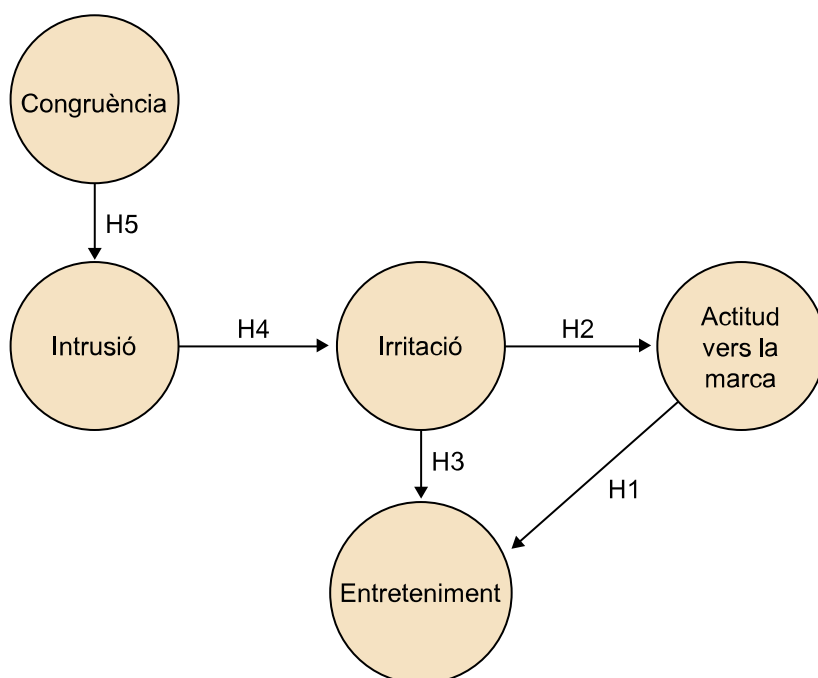 Congruència
H5
Intrusió
H4
Irritació
H2
Actitud
vers la
marca
H3
H1
Entreteniment